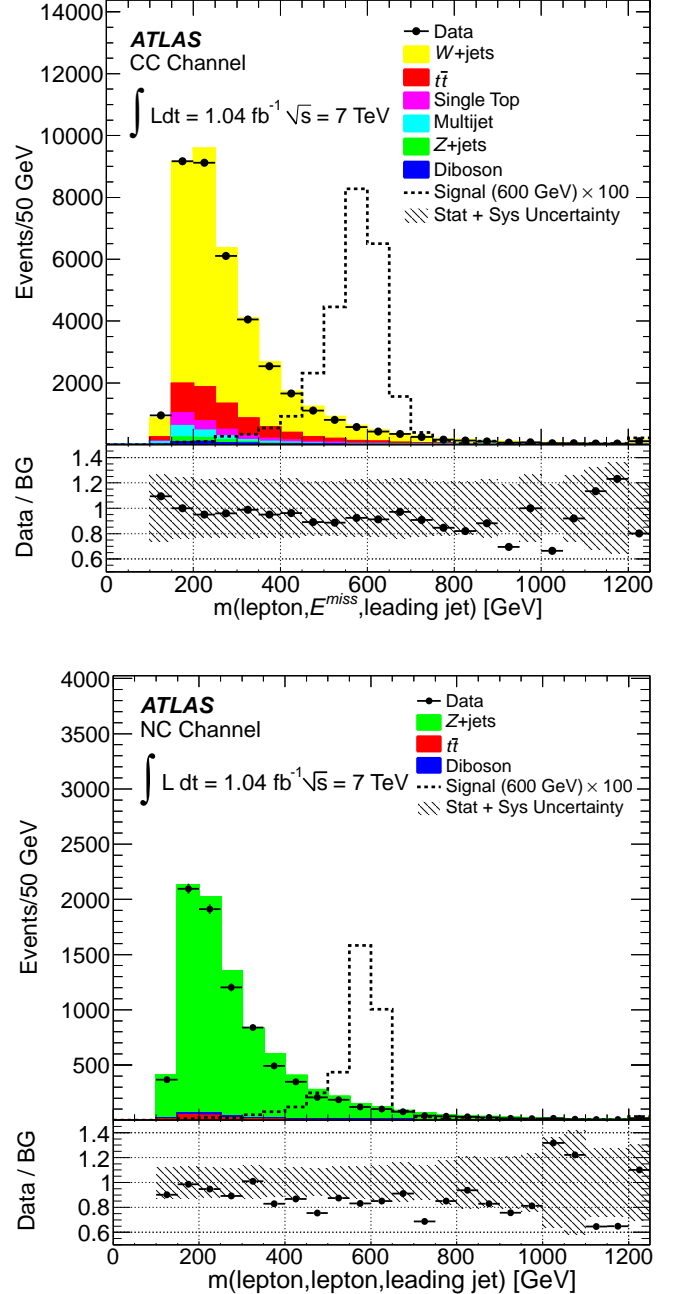 ATLAS
CC Channel
∫ Ldt = 1.04 fb⁻¹ √s = 7 TeV
Data
W+jets
tt̄
Single Top
Multijet
Z+jets
Diboson
Signal (600 GeV) × 100
Stat + Sys Uncertainty
Events/50 GeV
14000
12000
10000
8000
6000
4000
2000
Data / BG
1.4
1.2
1
0.8
0.6
0 200 400 600 800 1000 1200
m(lepton,E^miss,leading jet) [GeV]
ATLAS
NC Channel
∫ L dt = 1.04 fb⁻¹ √s = 7 TeV
Data
Z+jets
tt̄
Diboson
Signal (600 GeV) × 100
Stat + Sys Uncertainty
Events/50 GeV
4000
3500
3000
2500
2000
1500
1000
500
Data / BG
1.4
1.2
1
0.8
0.6
0 200 400 600 800 1000 1200
m(lepton,lepton,leading jet) [GeV]